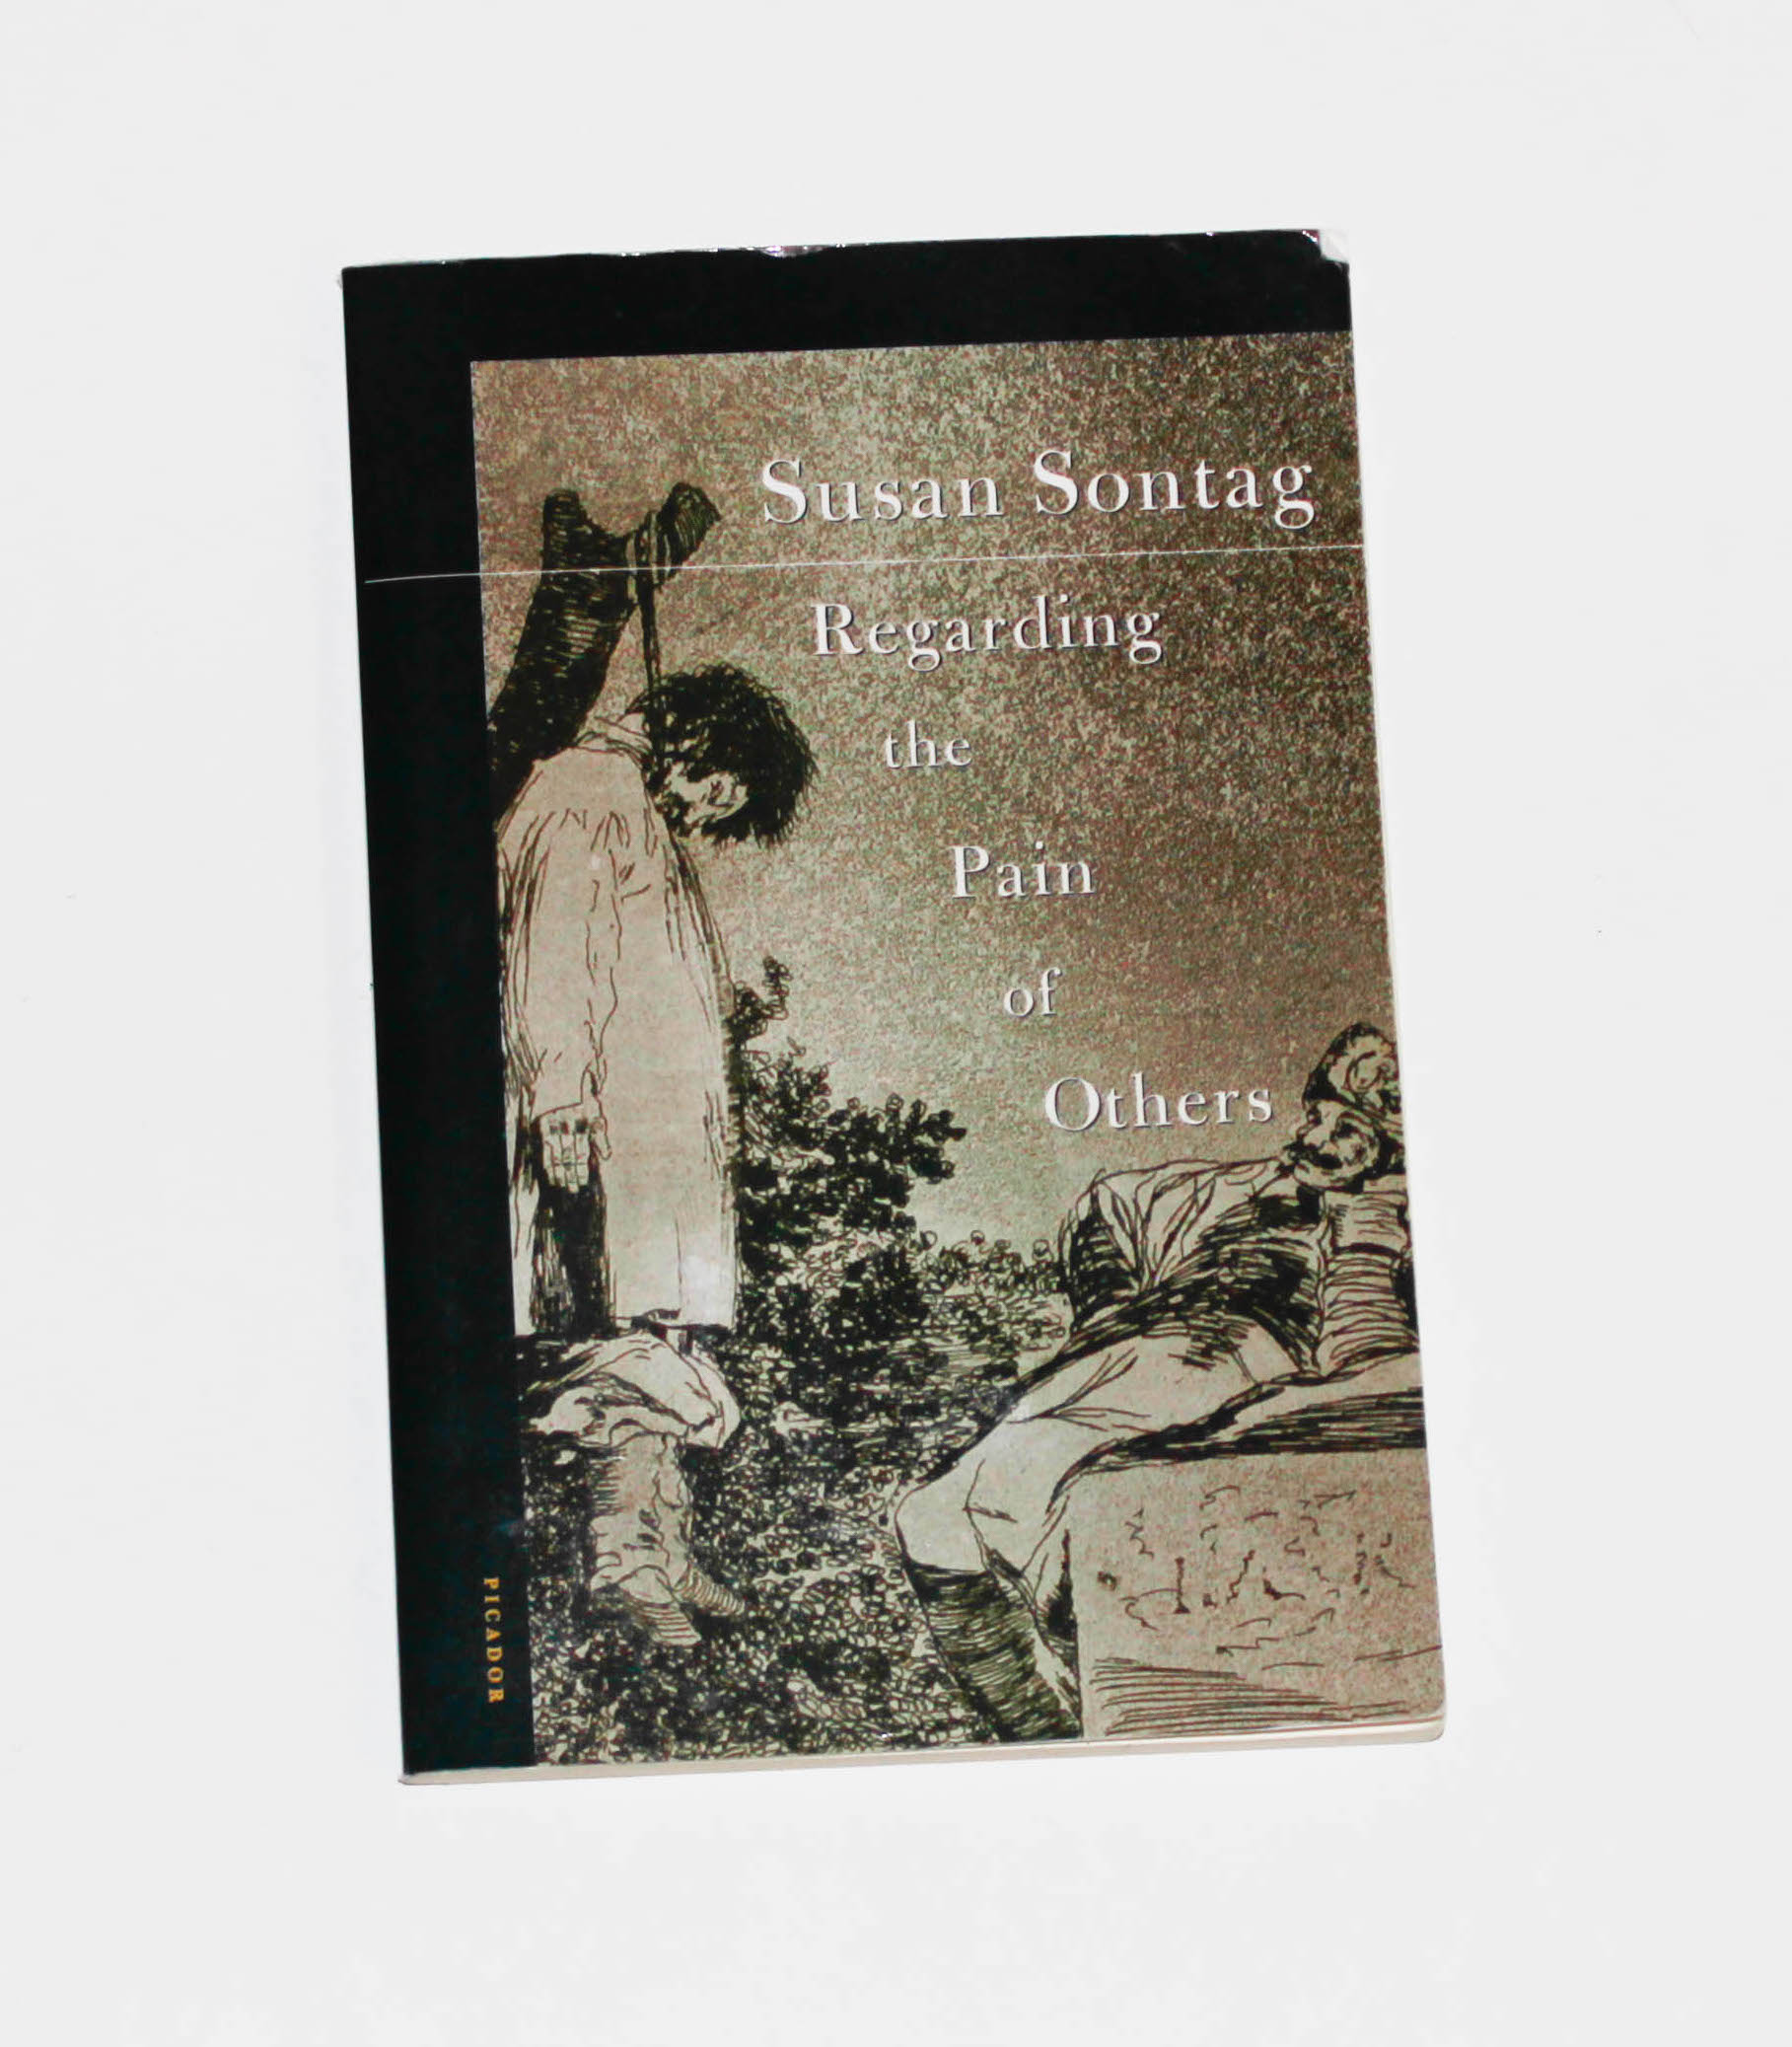 Susan Sontag
Regarding
the
Pain
of
Others
PICADOR